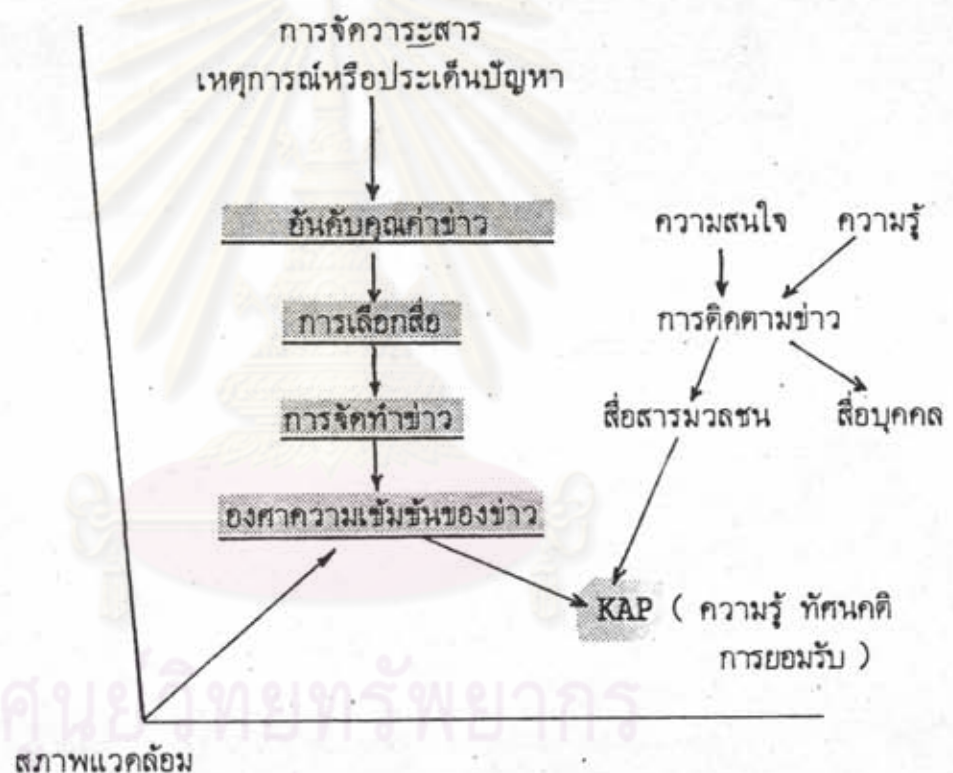 การจัดวาระสาร
เหตุการณ์หรือประเด็นปัญหา
อันดับคุณค่าข่าว
การเลือกสื่อ
การจัดทำข่าว
องศาความเข้มข้นของข่าว
ความสนใจ ความรู้
การติดตามข่าว
สื่อสารมวลชน สื่อบุคคล
KAP ( ความรู้ ทัศนคติ
การยอมรับ )
ศูนย์วิทยทรัพยากร
สภาพแวดล้อม